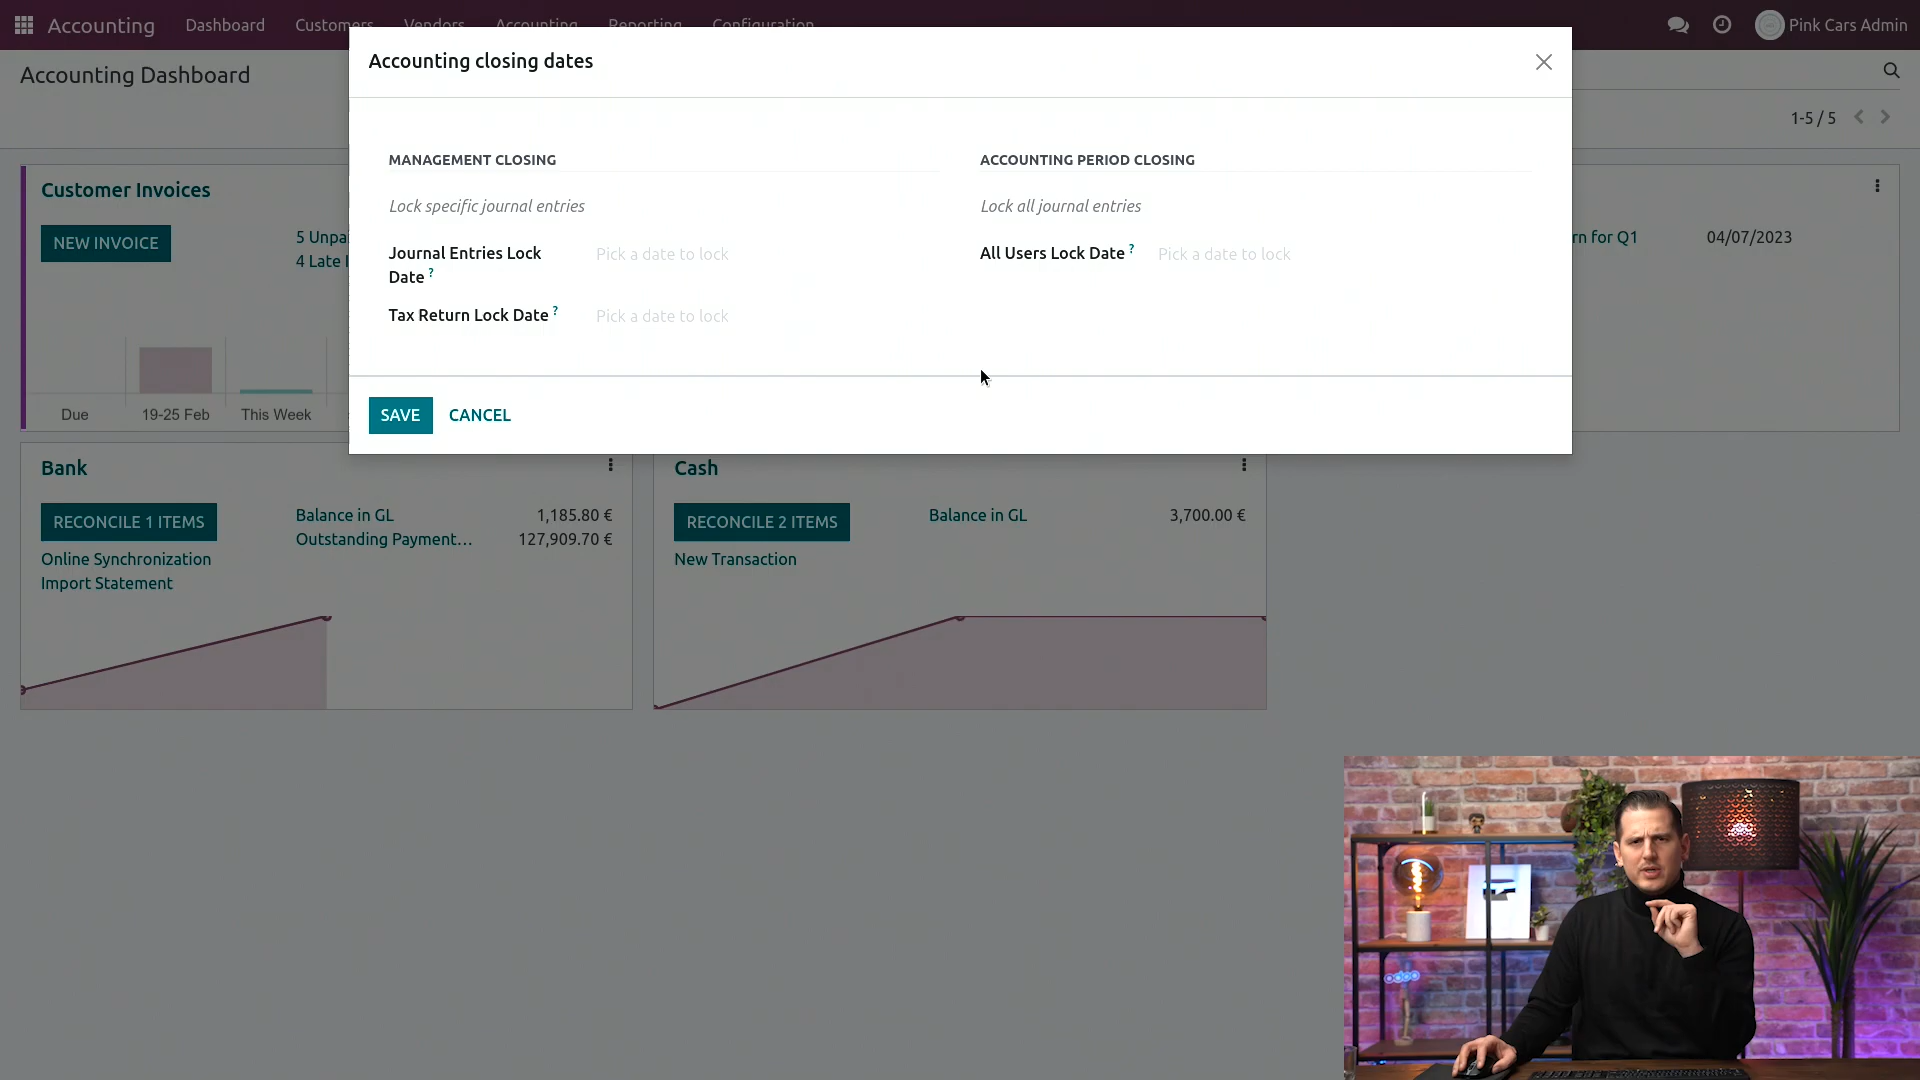 Accounting
Dashboard
Customers
Vendors
Accounting
Reporting
Configuration
Pink Cars Admin
Accounting Dashboard
1-5 / 5
Accounting closing dates
MANAGEMENT CLOSING
Lock specific journal entries
Journal Entries Lock
Date ?
Pick a date to lock
Tax Return Lock Date ?
Pick a date to lock
ACCOUNTING PERIOD CLOSING
Lock all journal entries
All Users Lock Date ?
Pick a date to lock
SAVE
CANCEL
Customer Invoices
NEW INVOICE
5 Unpai
4 Late I
Due
19-25 Feb
This Week
rn for Q1
04/07/2023
Bank
RECONCILE 1 ITEMS
Online Synchronization
Import Statement
Balance in GL
1,185.80 €
Outstanding Payment...
127,909.70 €
Cash
RECONCILE 2 ITEMS
New Transaction
Balance in GL
3,700.00 €